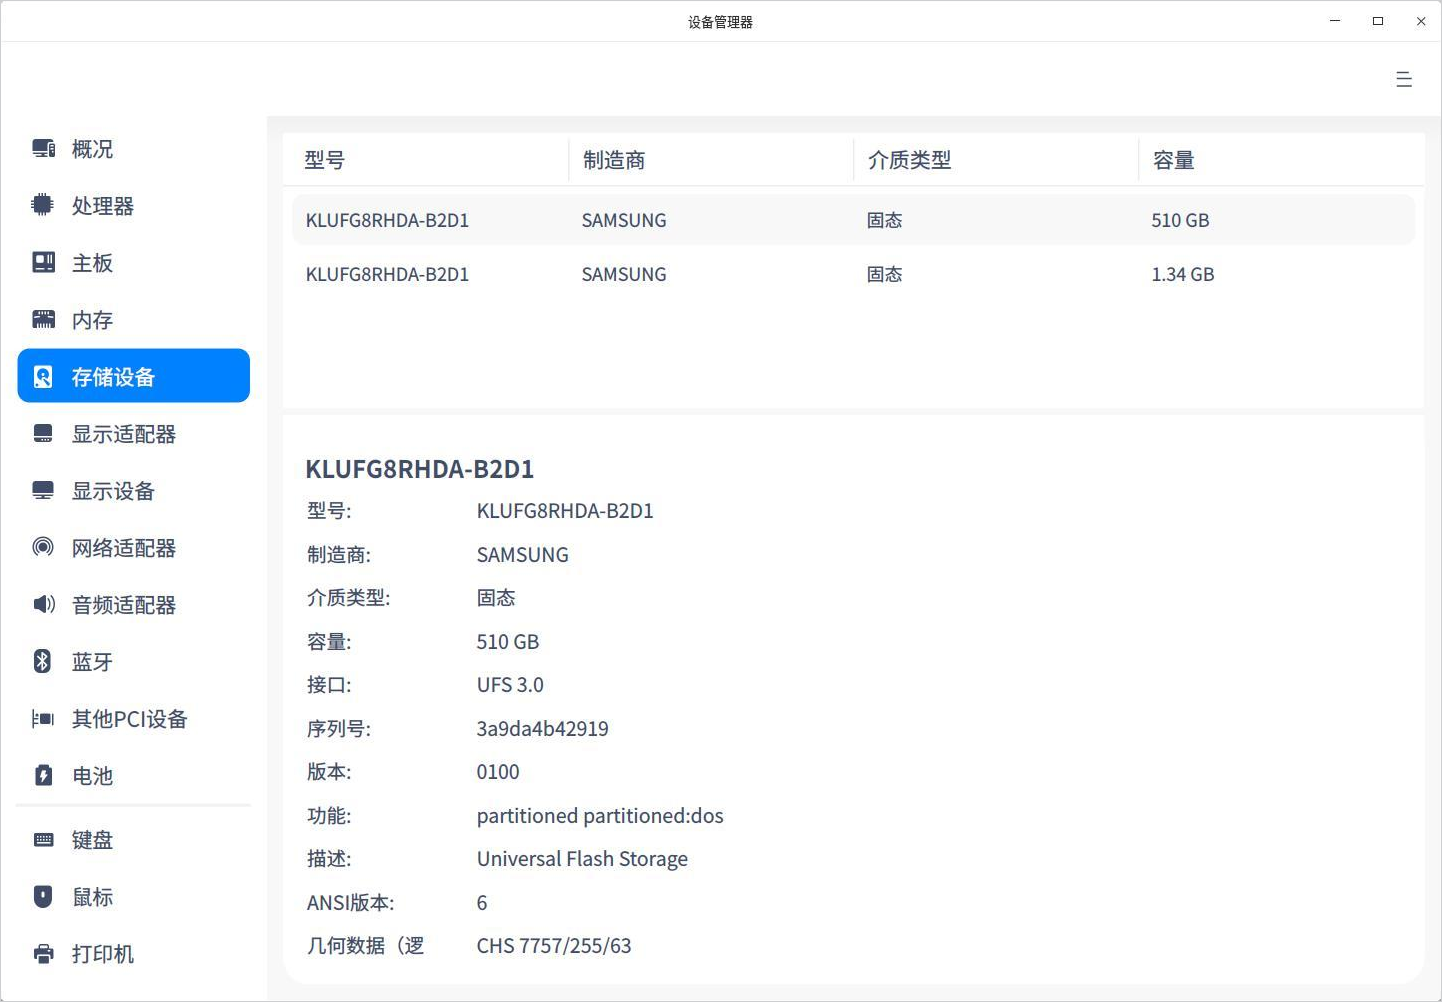 设备管理器
概况
处理器
主板
内存
存储设备
显示适配器
显示设备
网络适配器
音频适配器
蓝牙
其他PCI设备
电池
键盘
鼠标
打印机
型号 制造商 介质类型 容量
KLUFG8RHDA-B2D1 SAMSUNG 固态 510 GB
KLUFG8RHDA-B2D1 SAMSUNG 固态 1.34 GB
KLUFG8RHDA-B2D1
型号: KLUFG8RHDA-B2D1
制造商: SAMSUNG
介质类型: 固态
容量: 510 GB
接口: UFS 3.0
序列号: 3a9da4b42919
版本: 0100
功能: partitioned partitioned:dos
描述: Universal Flash Storage
ANSI版本: 6
几何数据（逻 CHS 7757/255/63